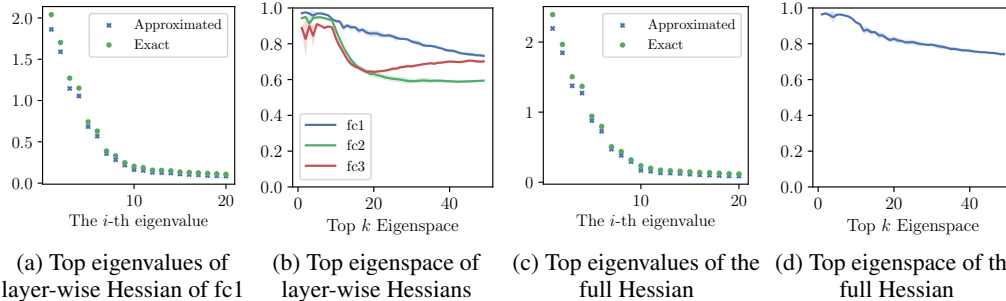 2.0
1.5
1.0
0.5
0.0
Approximated
Exact
10
20
The i-th eigenvalue
1.0
0.8
0.6
0.4
0.2
0.0
fc1
fc2
fc3
0
20
40
Top k Eigenspace
2
1
0
Approximated
Exact
10
20
The i-th eigenvalue
1.0
0.8
0.6
0.4
0.2
0.0
0
20
40
Top k Eigenspace
(a) Top eigenvalues of
layer-wise Hessian of fc1
(b) Top eigenspace of
layer-wise Hessians
(c) Top eigenvalues of the
full Hessian
(d) Top eigenspace of th
full Hessian